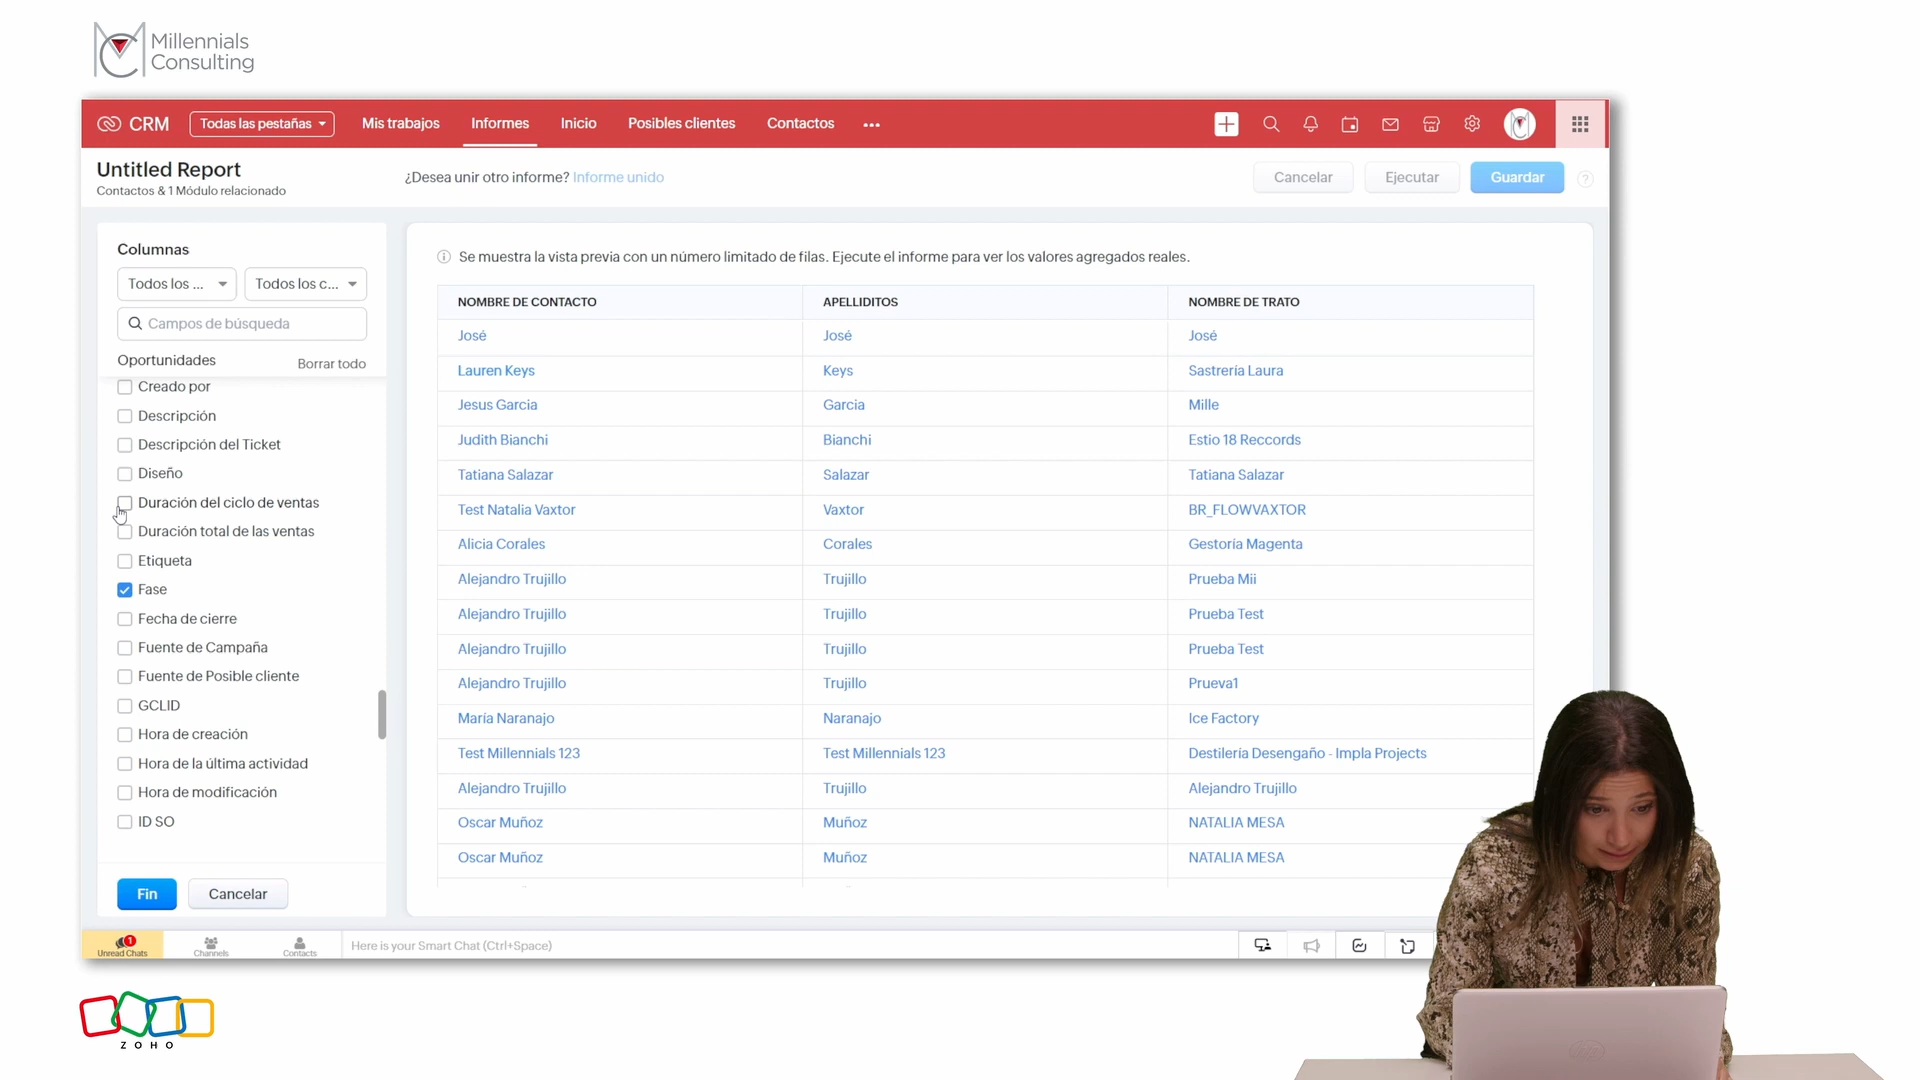 Millennials
Consulting
CRM
Todas las pestañas
Mis trabajos
Informes
Inicio
Posibles clientes
Contactos
Untitled Report
Contactos & 1 Módulo relacionado
¿Desea unir otro informe? Informe unido
Cancelar
Ejecutar
Guardar
?
Columnas
Todos los ...
Todos los c...
Campos de búsqueda
Oportunidades
Borrar todo
Creado por
Descripción
Descripción del Ticket
Diseño
Duración del ciclo de ventas
Duración total de las ventas
Etiqueta
Fase
Fecha de cierre
Fuente de Campaña
Fuente de Posible cliente
GCLID
Hora de creación
Hora de la última actividad
Hora de modificación
ID SO
Fin
Cancelar
Se muestra la vista previa con un número limitado de filas. Ejecute el informe para ver los valores agregados reales.
NOMBRE DE CONTACTO APELLIDITOS NOMBRE DE TRATO
José José José
Lauren Keys Keys Sastrería Laura
Jesus Garcia Garcia Mille
Judith Bianchi Bianchi Estio 18 Reccords
Tatiana Salazar Salazar Tatiana Salazar
Test Natalia Vaxtor Vaxtor BR_FLOWVAXTOR
Alicia Corales Corales Gestoría Magenta
Alejandro Trujillo Trujillo Prueba Mii
Alejandro Trujillo Trujillo Prueba Test
Alejandro Trujillo Trujillo Prueba Test
Alejandro Trujillo Trujillo Prueva1
María Naranjo Naranjo Ice Factory
Test Millennials 123 Test Millennials 123 Destilería Desengaño - Impla Projects
Alejandro Trujillo Trujillo Alejandro Trujillo
Oscar Muñoz Muñoz NATALIA MESA
Oscar Muñoz Muñoz NATALIA MESA
1
Unread Chats
Channels
Contacts
Here is your Smart Chat (Ctrl+Space)
ZOHO
hp